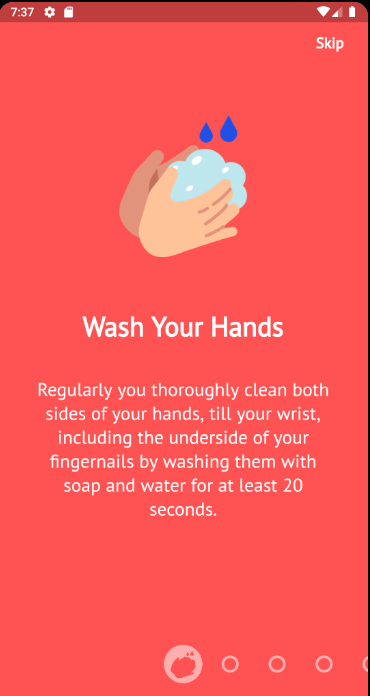 7:37
Skip
Wash Your Hands
Regularly you thoroughly clean both
sides of your hands, till your wrist,
including the underside of your
fingernails by washing them with
soap and water for at least 20
seconds.